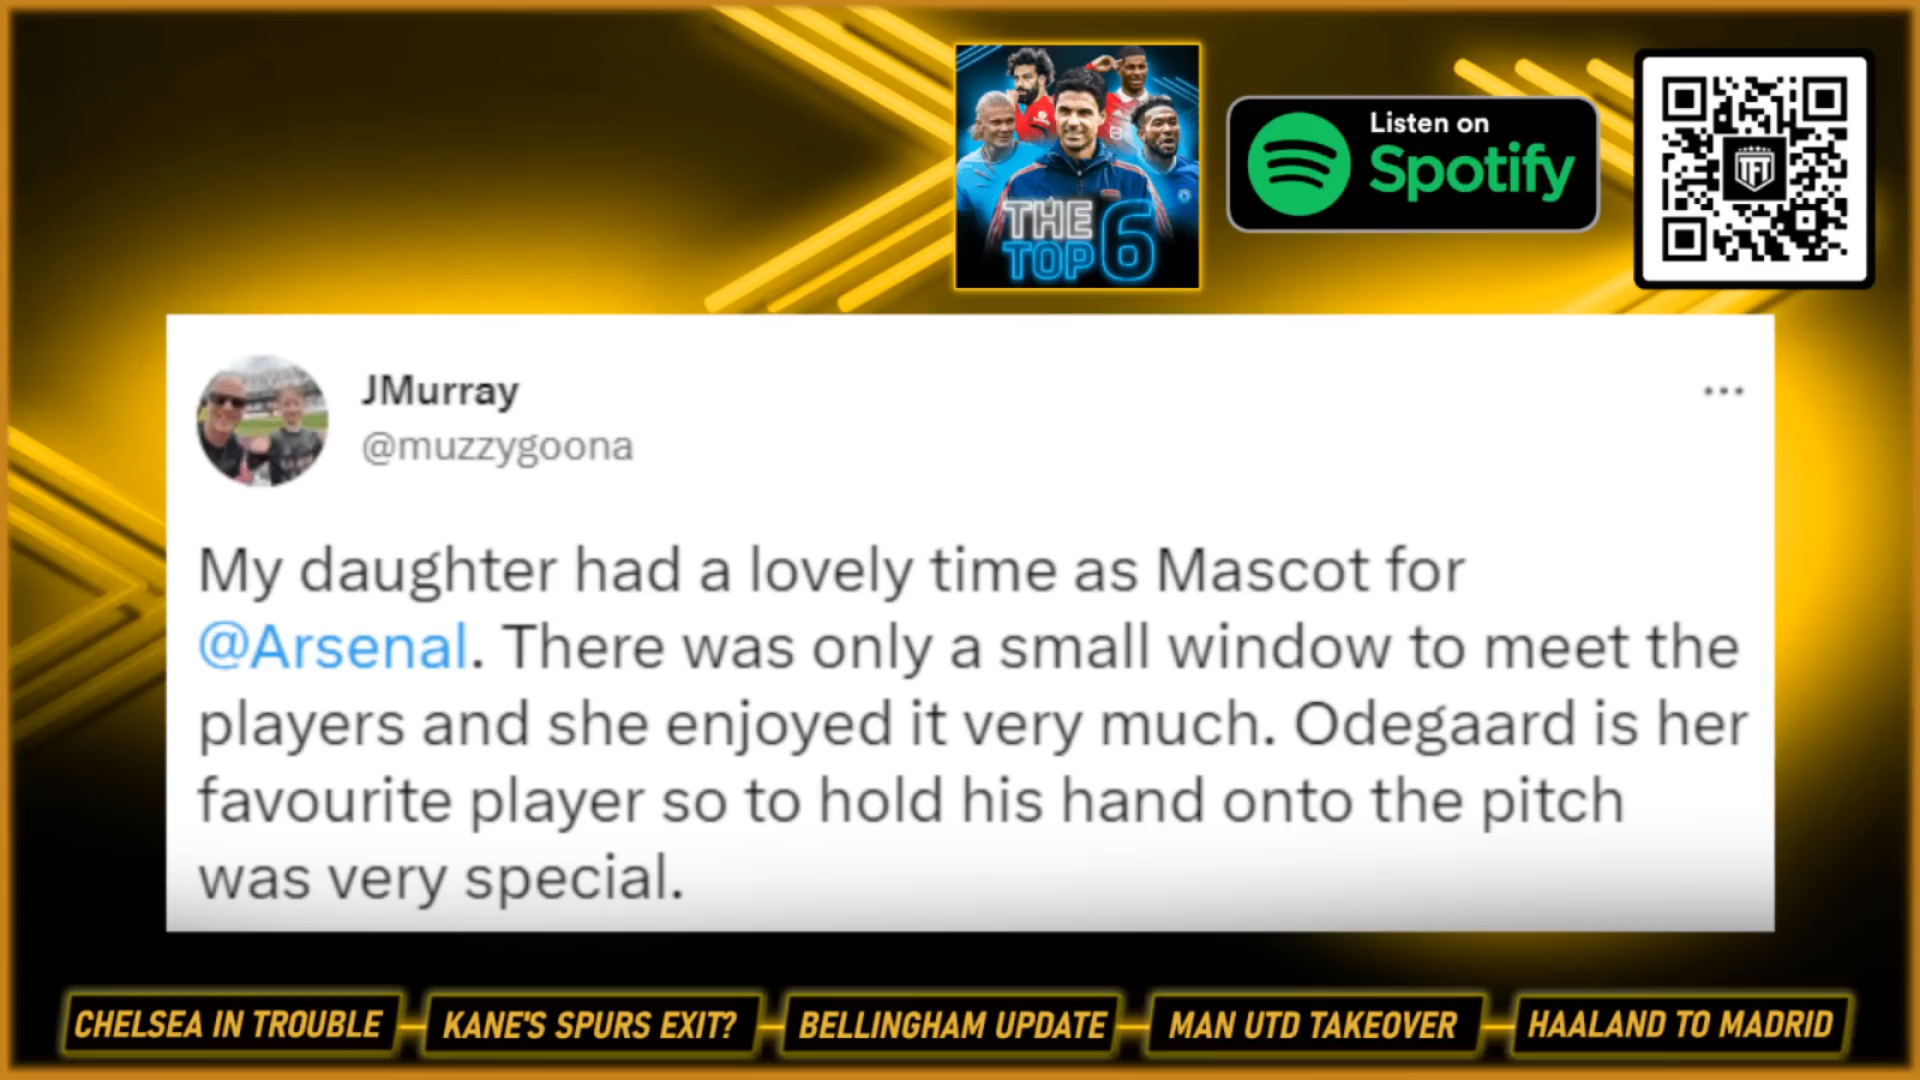 THE
TOP 6
Listen on
Spotify
TFT
JMurray
@muzzygoona
My daughter had a lovely time as Mascot for
@Arsenal. There was only a small window to meet the
players and she enjoyed it very much. Odegaard is her
favourite player so to hold his hand onto the pitch
was very special.
CHELSEA IN TROUBLE
KANE'S SPURS EXIT?
BELLINGHAM UPDATE
MAN UTD TAKEOVER
HAALAND TO MADRID